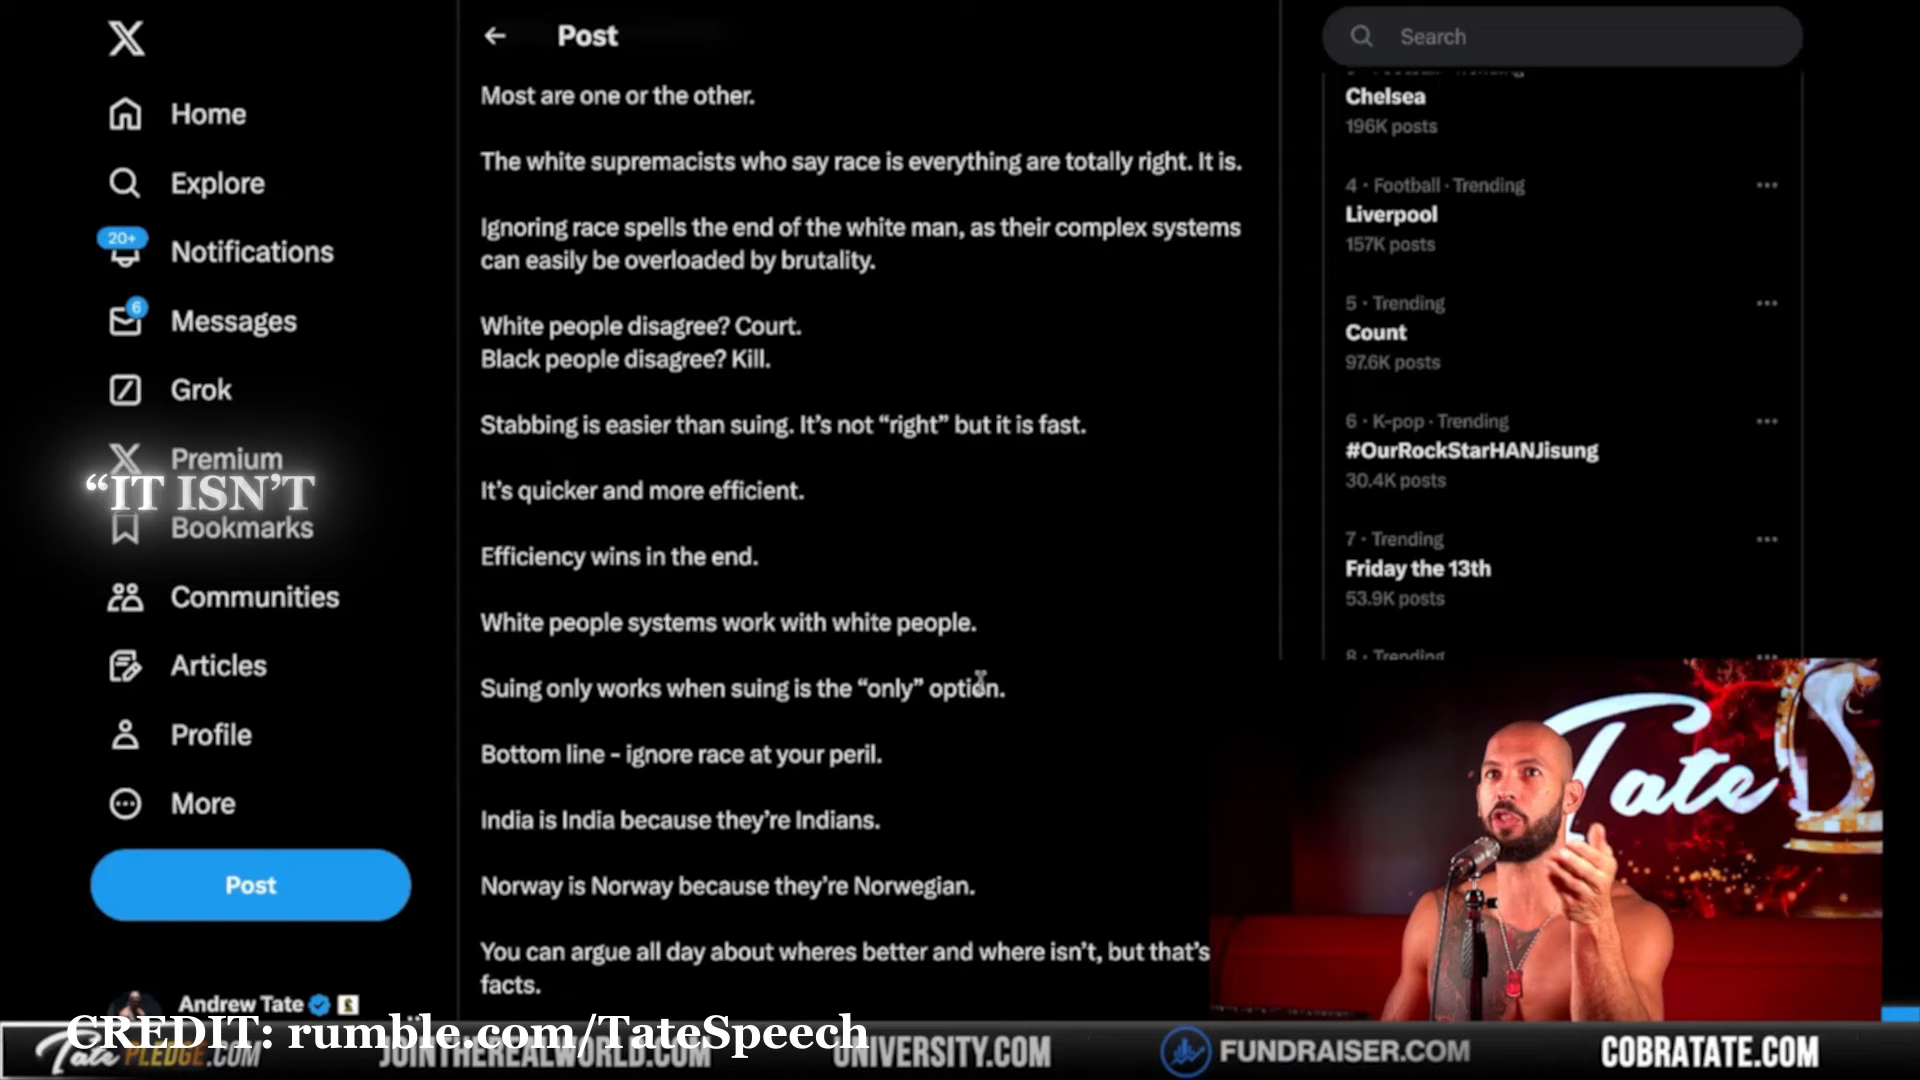 Home
Explore
20+
Notifications
6
Messages
Grok
Premium
“IT ISN’T
Bookmarks
Communities
Articles
Profile
More
Post
Andrew Tate
Post
Most are one or the other.
The white supremacists who say race is everything are totally right. It is.
Ignoring race spells the end of the white man, as their complex systems
can easily be overloaded by brutality.
White people disagree? Court.
Black people disagree? Kill.
Stabbing is easier than suing. It’s not “right” but it is fast.
It’s quicker and more efficient.
Efficiency wins in the end.
White people systems work with white people.
Suing only works when suing is the “only” option.
Bottom line - ignore race at your peril.
India is India because they’re Indians.
Norway is Norway because they’re Norwegian.
You can argue all day about wheres better and where isn’t, but that’s
facts.
Search
Chelsea
196K posts
4 · Football · Trending
Liverpool
157K posts
5 · Trending
Count
97.6K posts
6 · K-pop · Trending
#OurRockStarHANJisung
30.4K posts
7 · Trending
Friday the 13th
53.9K posts
8 · Trending
Tate
CREDIT: rumble.com/TateSpeech
Tate PLEDGE.COM
JOINTHEREALWORLD.COM
UNIVERSITY.COM
FUNDRAISER.COM
COBRATATE.COM